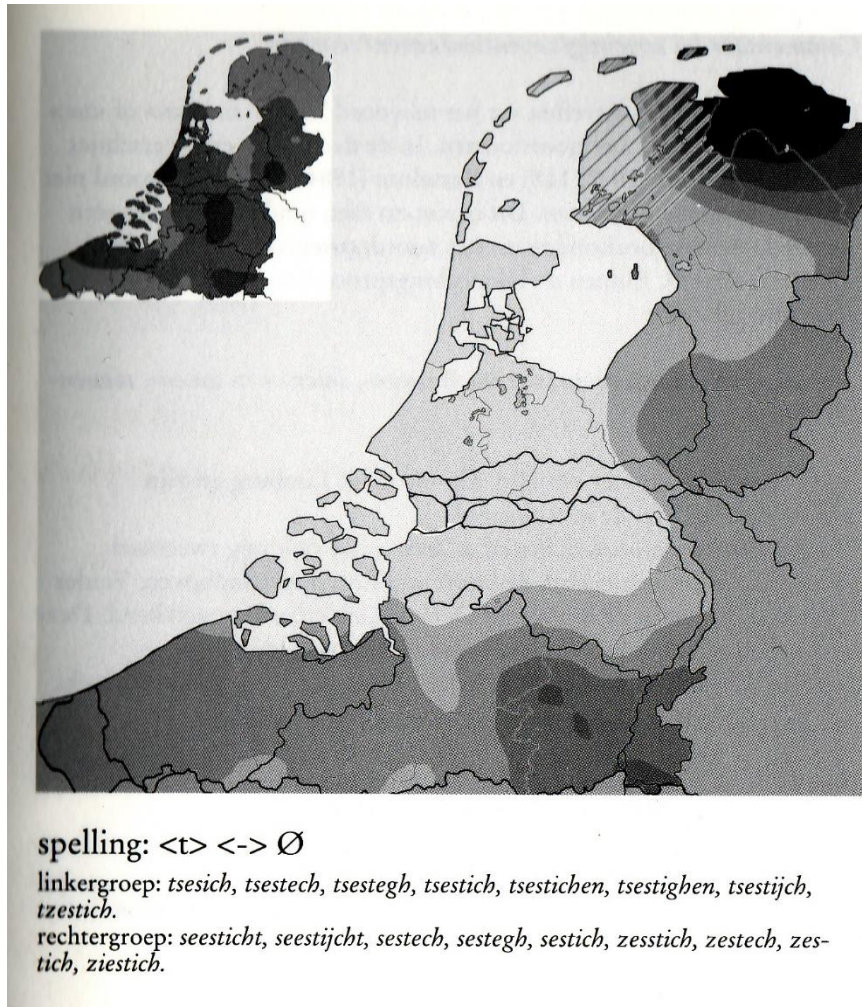 spelling: <t> <-> Ø
linkergroep: tsesich, tsestech, tsestegh, tsestich, tsestichen, tsestighen, tsestijch,
tzestich.
rechtergroep: seesticht, seestijcht, sestech, sestegh, sestich, zesstich, zestech, zes-
tich, ziestich.